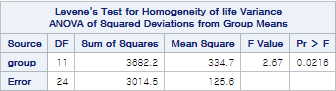 Levene's Test for Homogeneity of life Variance
ANOVA of Squared Deviations from Group Means
Source DF Sum of Squares Mean Square F Value Pr > F
group 11 3682.2 334.7 2.67 0.0216
Error 24 3014.5 125.6